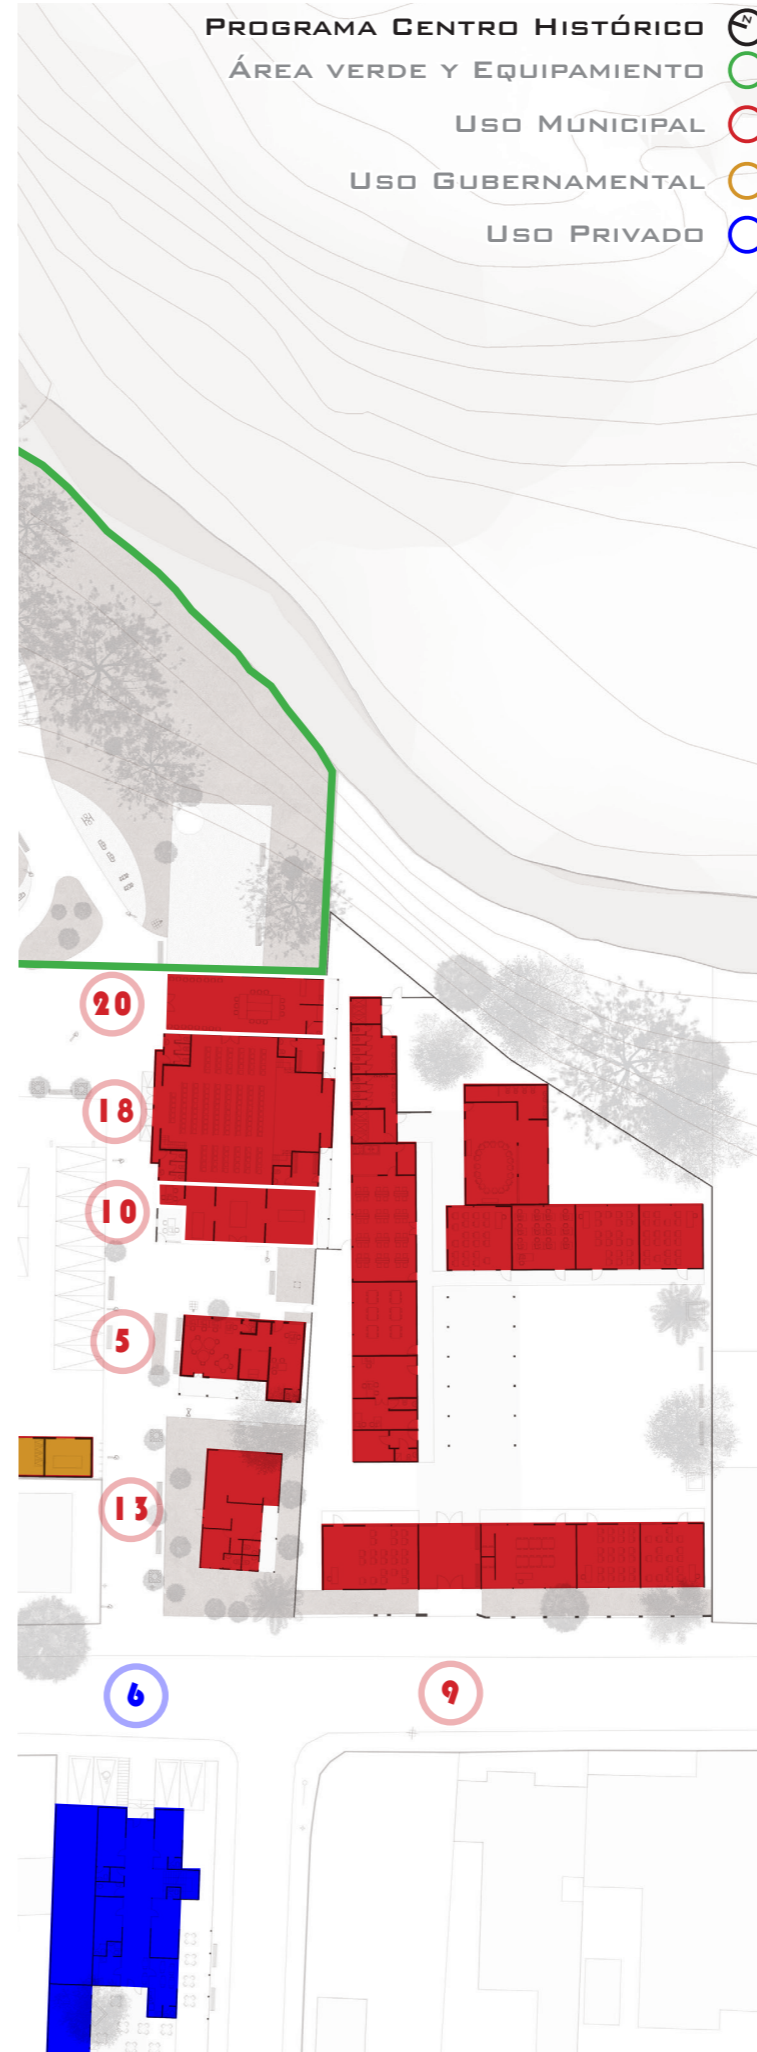 PROGRAMA CENTRO HISTÓRICO
N
ÁREA VERDE Y EQUIPAMIENTO
USO MUNICIPAL
USO GUBERNAMENTAL
USO PRIVADO
20
18
10
5
13
6
9